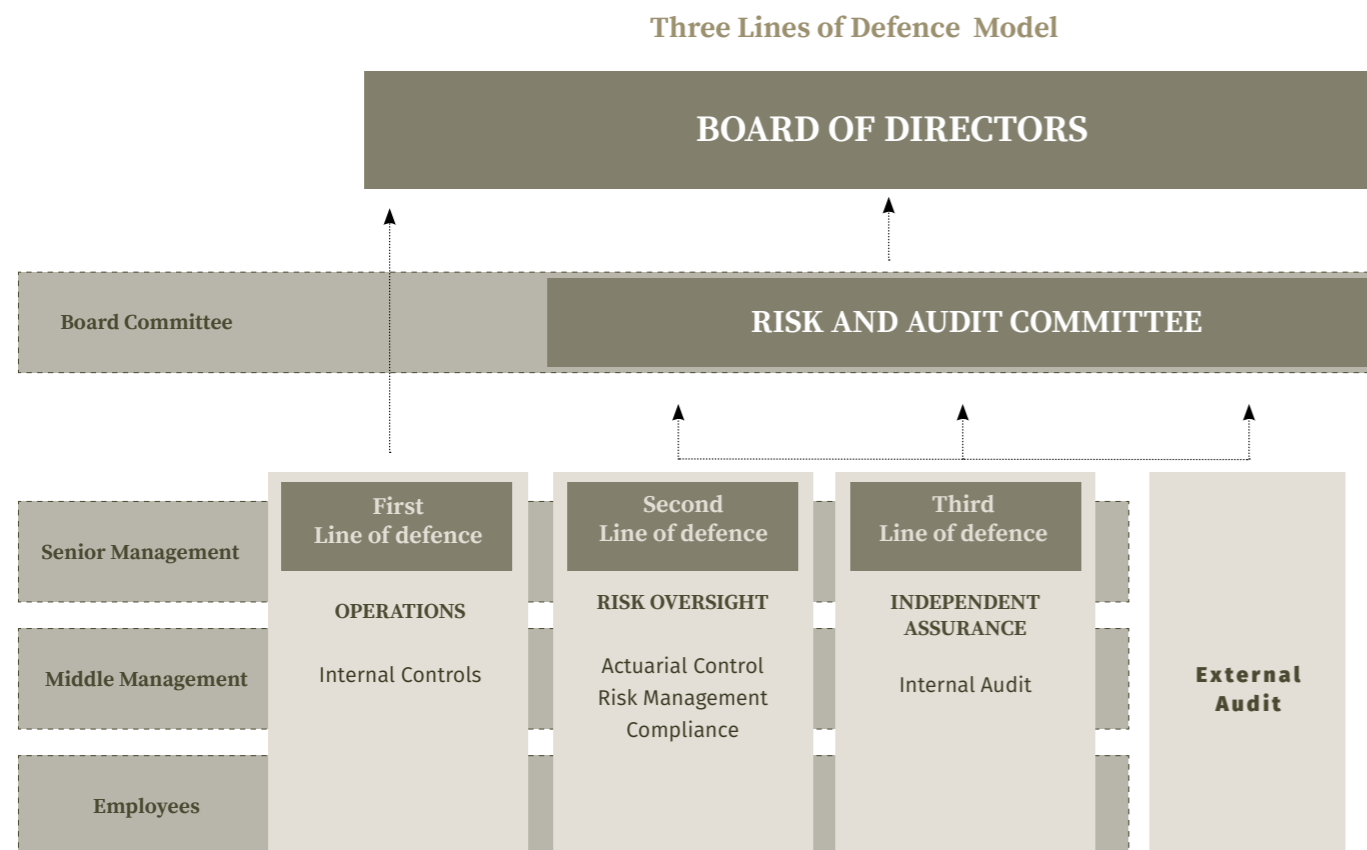 Three Lines of Defence Model
BOARD OF DIRECTORS
Board Committee
RISK AND AUDIT COMMITTEE
First
Line of defence
Second
Line of defence
Third
Line of defence
Senior Management
OPERATIONS
RISK OVERSIGHT
INDEPENDENT
ASSURANCE
Middle Management
Internal Controls
Actuarial Control
Risk Management
Compliance
Internal Audit
External
Audit
Employees